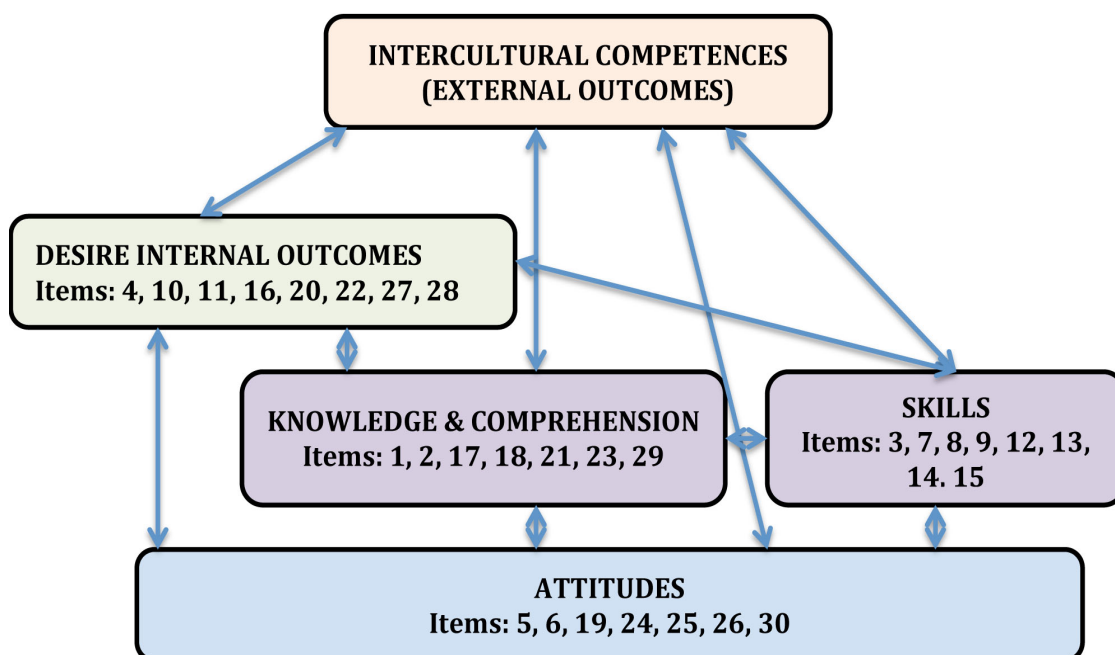 INTERCULTURAL COMPETENCES
(EXTERNAL OUTCOMES)
DESIRE INTERNAL OUTCOMES
Items: 4, 10, 11, 16, 20, 22, 27, 28
KNOWLEDGE & COMPREHENSION
Items: 1, 2, 17, 18, 21, 23, 29
SKILLS
Items: 3, 7, 8, 9, 12, 13,
14. 15
ATTITUDES
Items: 5, 6, 19, 24, 25, 26, 30